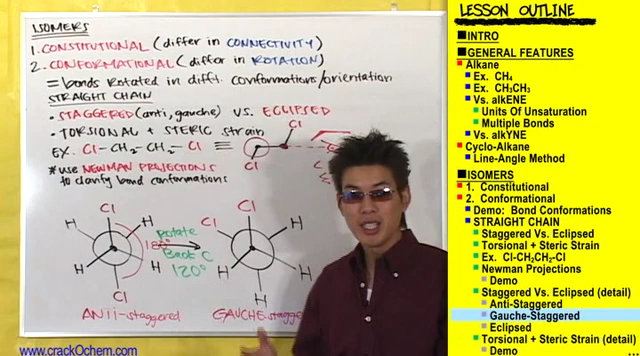 ISOMERS
1. CONSTITUTIONAL (differ in CONNECTIVITY)
2. CONFORMATIONAL (differ in ROTATION)
= bonds Rotated in difft. conformations/orientation
STRAIGHT CHAIN
• STAGGERED (anti, gauche) VS. ECLIPSED
• TORSIONAL + STERIC strain
EX. Cl-CH2-CH2-Cl ≡
Cl
Cl
* use NEWMAN PROJECTIONS
to clarify bond conformations
Cl
H
H
H
H
Cl
180°
ANTI-staggered
Rotate
Back C
120°
Cl
Cl
H
H
H
H
GAUCHE-stagge
www.crackOchem.com
LESSON OUTLINE
INTRO
GENERAL FEATURES
Alkane
Ex. CH4
Ex. CH3CH3
Vs. alkENE
Units Of Unsaturation
Multiple Bonds
Vs. alkYNE
Cyclo-Alkane
Line-Angle Method
ISOMERS
1. Constitutional
2. Conformational
Demo: Bond Conformations
STRAIGHT CHAIN
Staggered Vs. Eclipsed
Torsional + Steric Strain
Ex. Cl-CH2CH2-Cl
Newman Projections
Demo
Staggered Vs. Eclipsed (detail)
Anti-Staggered
Gauche-Staggered
Eclipsed
Torsional + Steric Strain (detail)
Demo